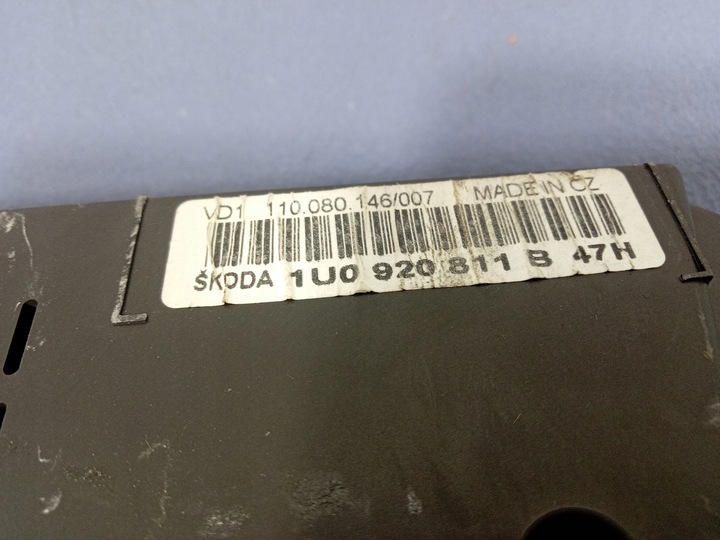 VD1 110.080.146/007 MADE IN CZ
ŠKODA 1U0 920 811 B 47H